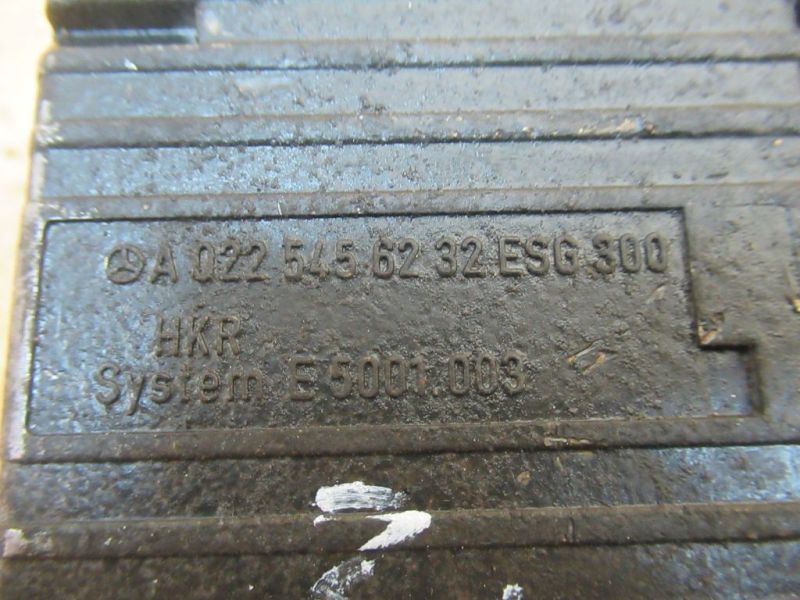 A 022 545 62 32 ESG 300
HKR
System E 5001.003